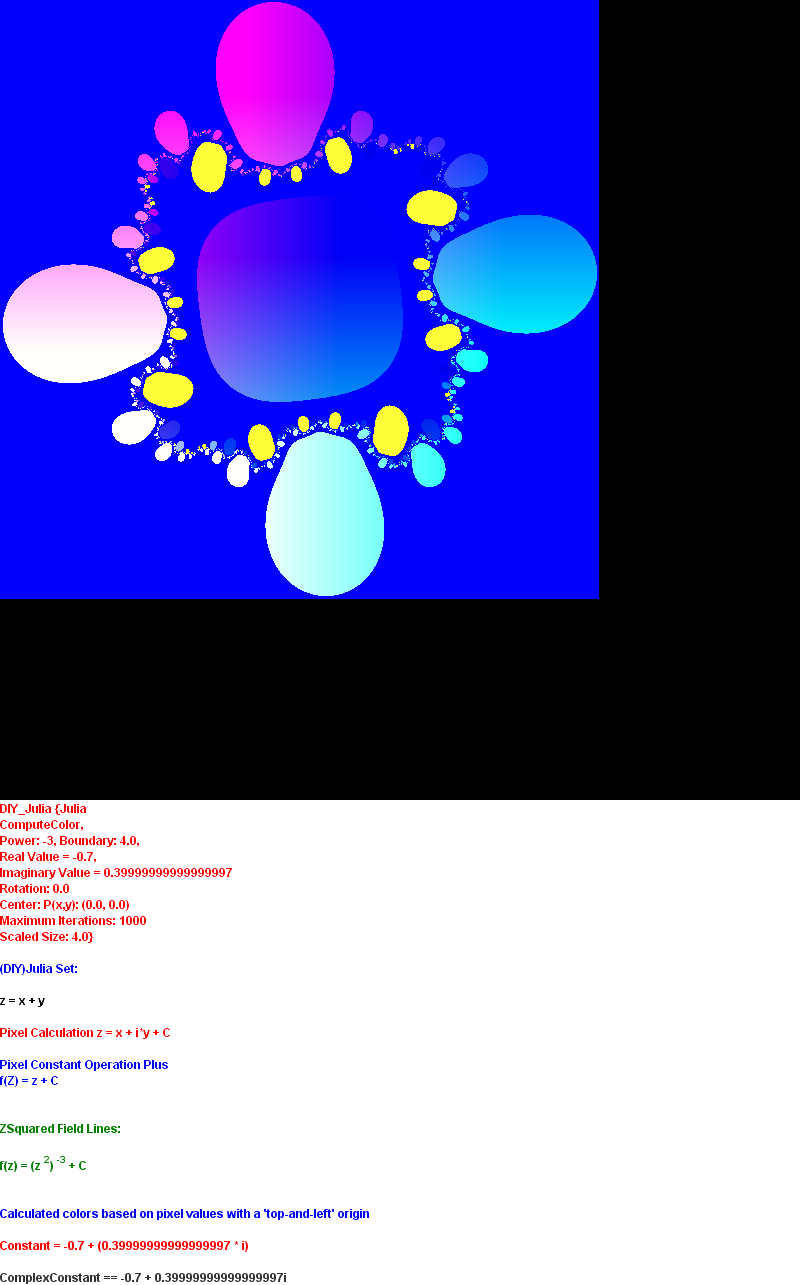 DIY_Julia {Julia
ComputeColor,
Power: -3, Boundary: 4.0,
Real Value = -0.7,
Imaginary Value = 0.39999999999999997
Rotation: 0.0
Center: P(x,y): (0.0, 0.0)
Maximum Iterations: 1000
Scaled Size: 4.0}
(DIY)Julia Set:
z = x + y
Pixel Calculation z = x + i*y + C
Pixel Constant Operation Plus
f(Z) = z + C
ZSquared Field Lines:
f(z) = (z 2) -3 + C
Calculated colors based on pixel values with a 'top-and-left' origin
Constant = -0.7 + (0.39999999999999997 * i)
ComplexConstant == -0.7 + 0.39999999999999997i